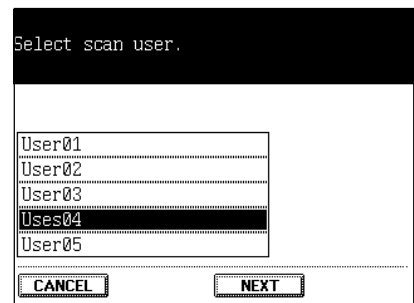 Select scan user.
User01
User02
User03
Uses04
User05
CANCEL NEXT